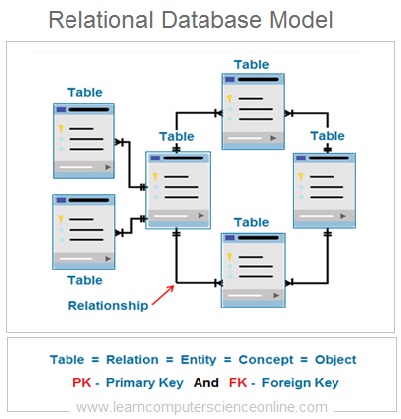 Relational Database Model
Table
Table
Table
Table
Table
Table
Relationship
Table = Relation = Entity = Concept = Object
PK - Primary Key And FK - Foreign Key
www.learncomputerscienceonline.com